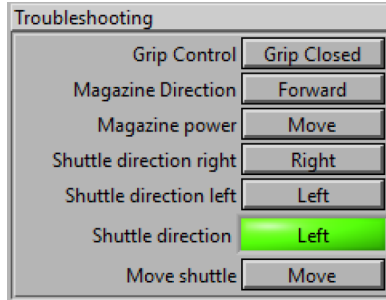 Troubleshooting
Grip Control Grip Closed
Magazine Direction Forward
Magazine power Move
Shuttle direction right Right
Shuttle direction left Left
Shuttle direction Left
Move shuttle Move